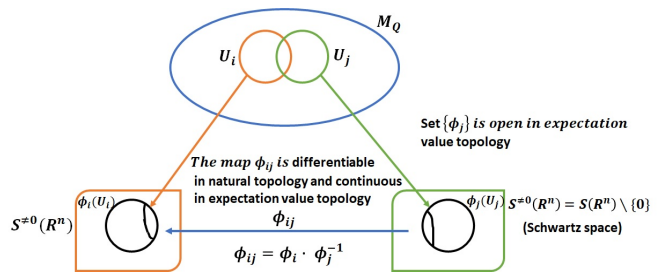 M_Q
U_i U_j
Set {ϕ_j} is open in expectation
value topology
The map ϕ_ij is differentiable
in natural topology and continuous
in expectation value topology
ϕ_i(U_i)
ϕ_j(U_j)
S^≠0(R^n)
S^≠0(R^n) = S(R^n) \ {0}
(Schwartz space)
ϕ_ij
ϕ_ij = ϕ_i · ϕ_j^-1